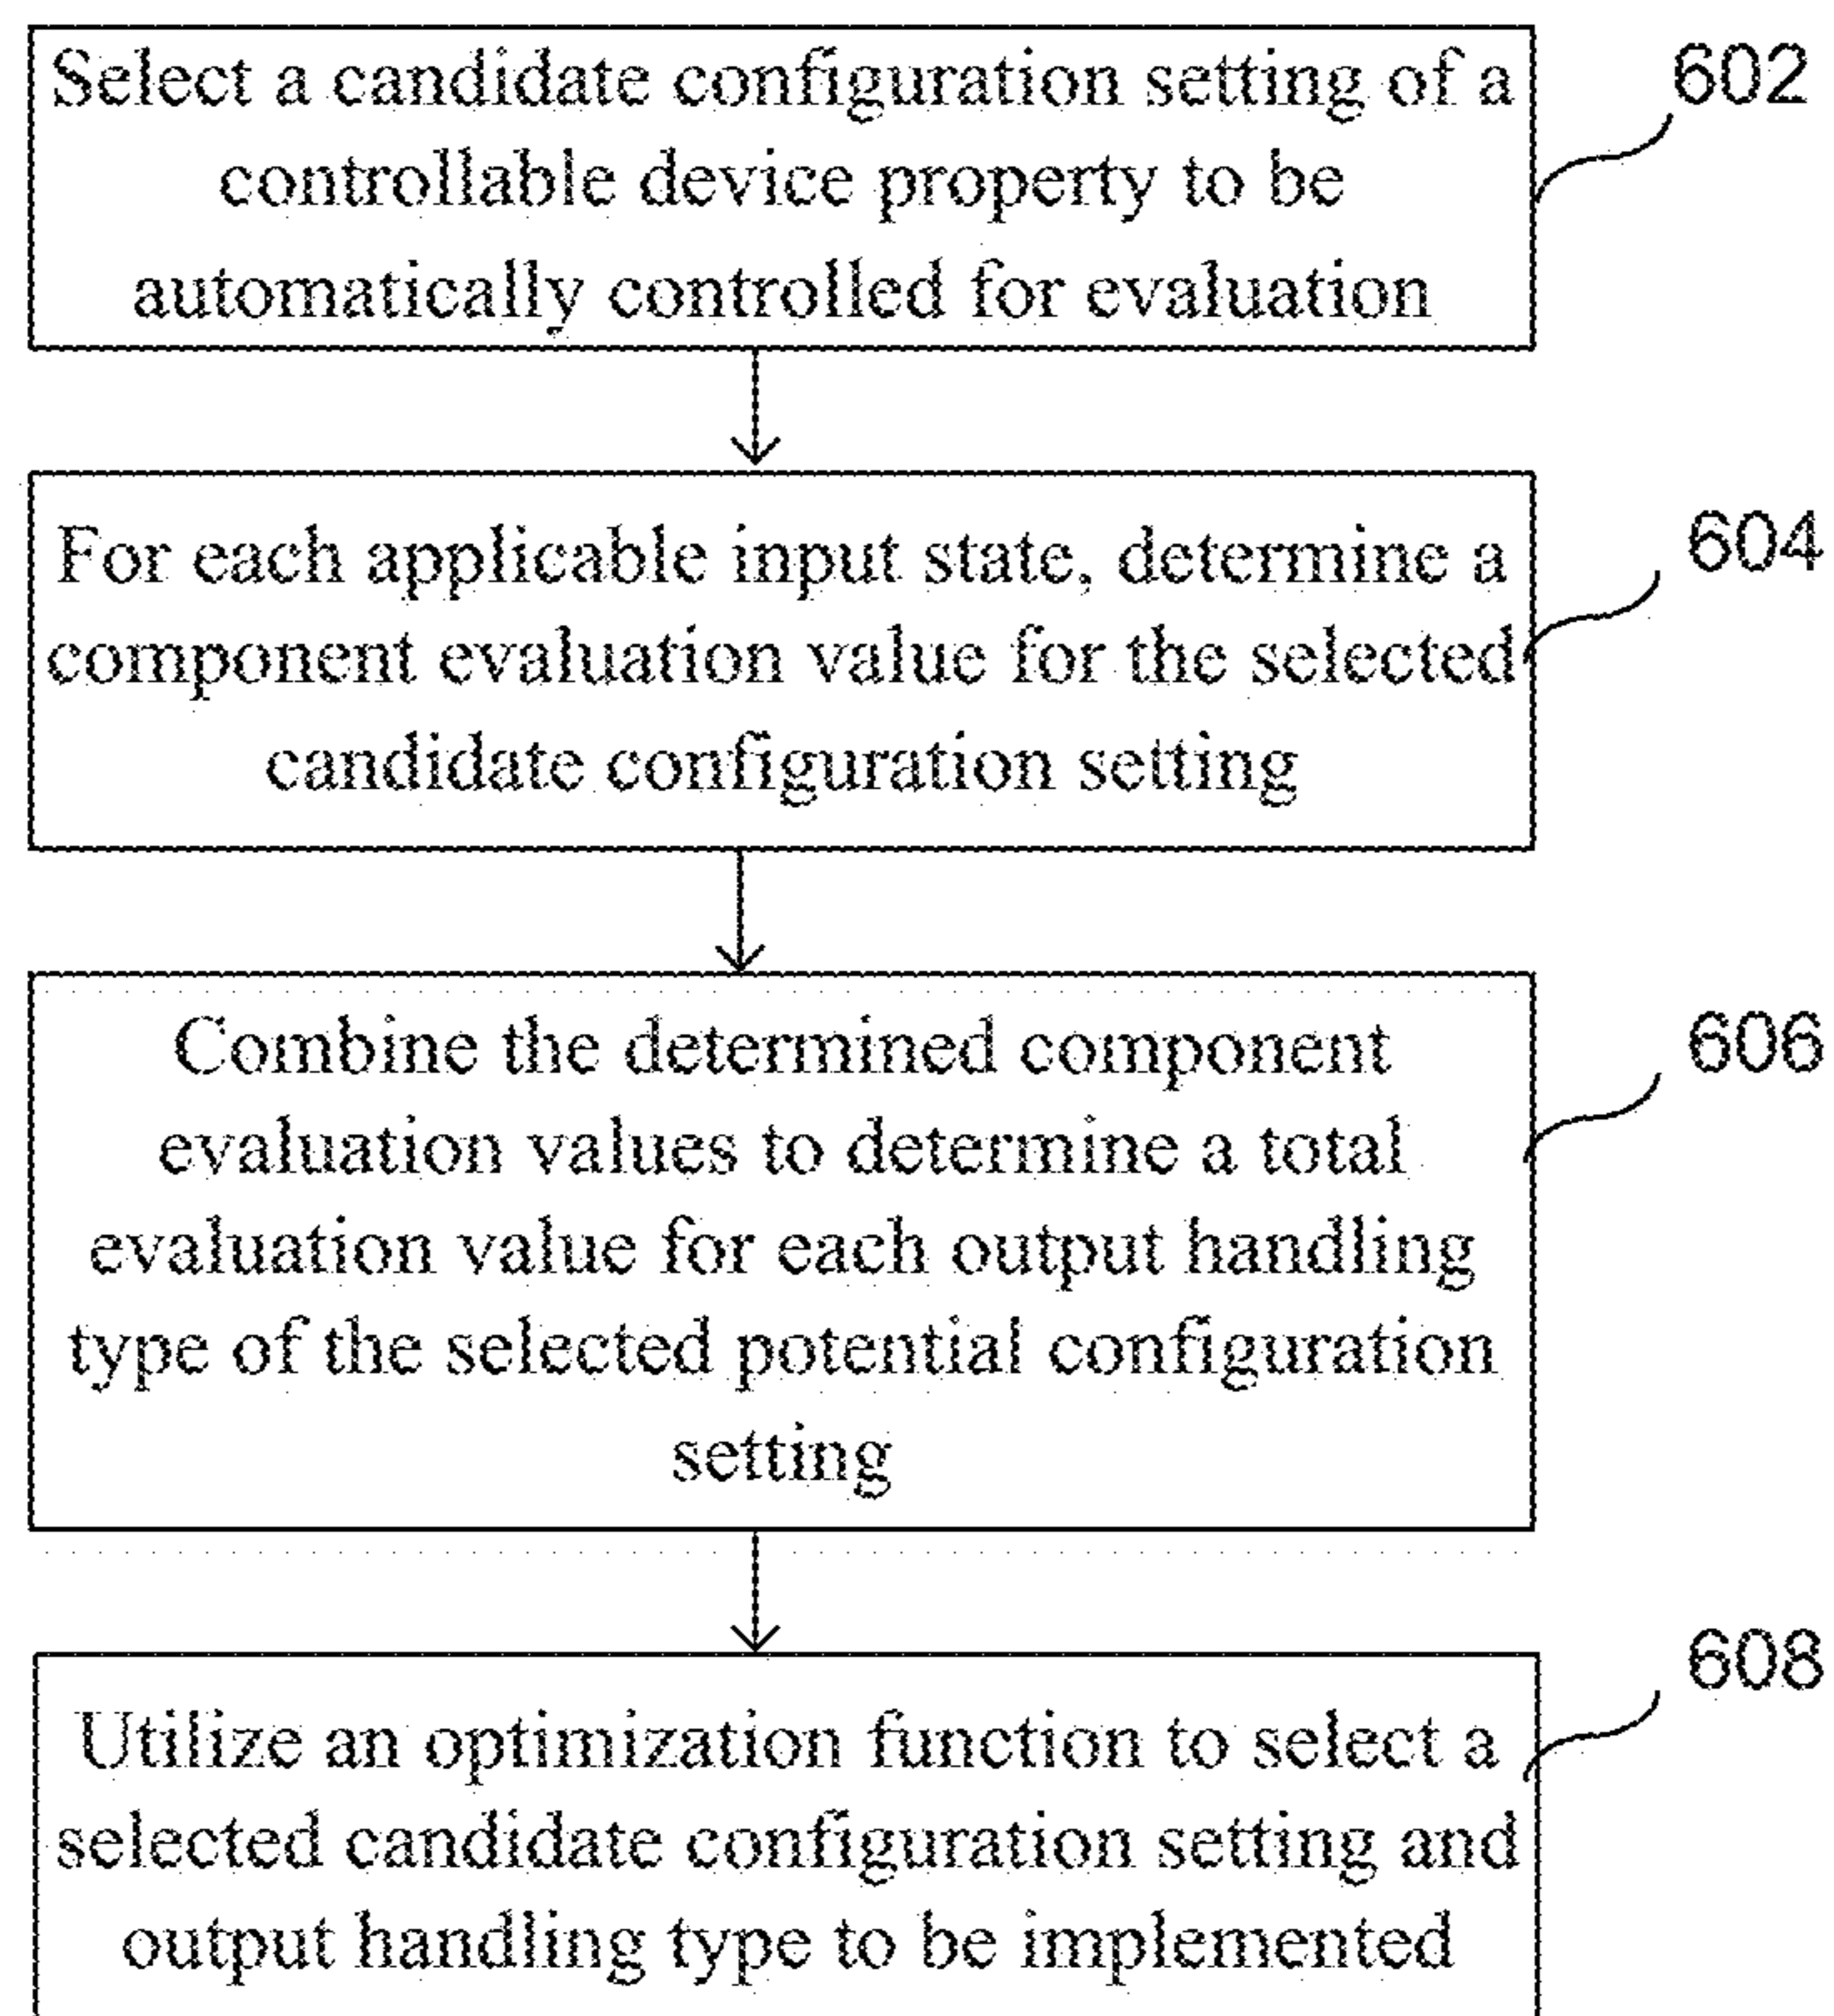 Select a candidate configuration setting of a
602
controllable device property to be
automatically controlled for evaluation
For each applicable input state, determine a
604
component evaluation value for the selected
candidate configuration setting
Combine the determined component
606
evaluation values to determine a total
evaluation value for each output handling
type of the selected potential configuration
setting
608
Utilize an optimization function to select a
selected candidate configuration setting and
output handling type to be implemented